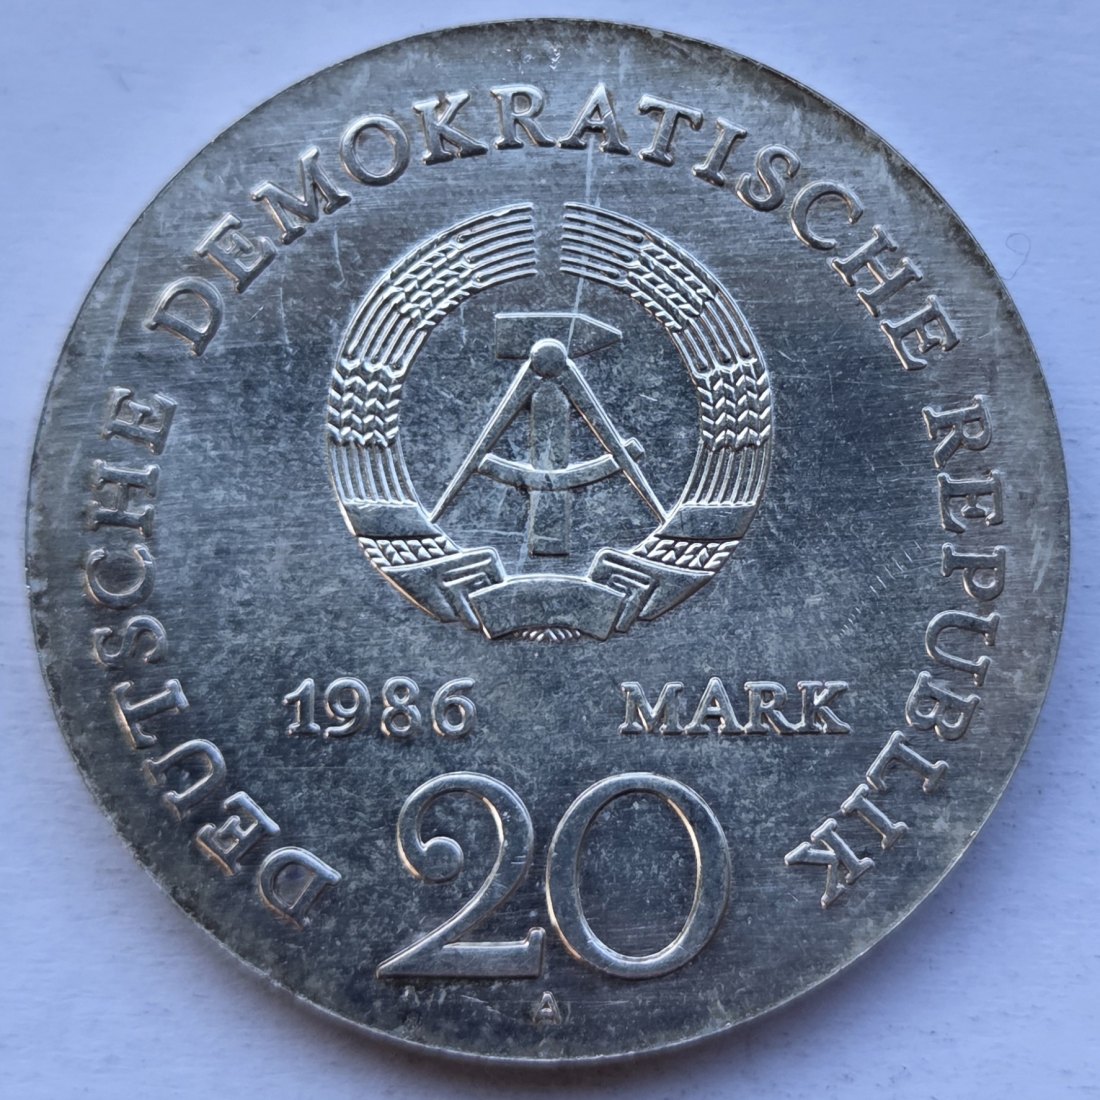 DEUTSCHE DEMOKRATISCHE REPUBLIK
1986 MARK
20
A